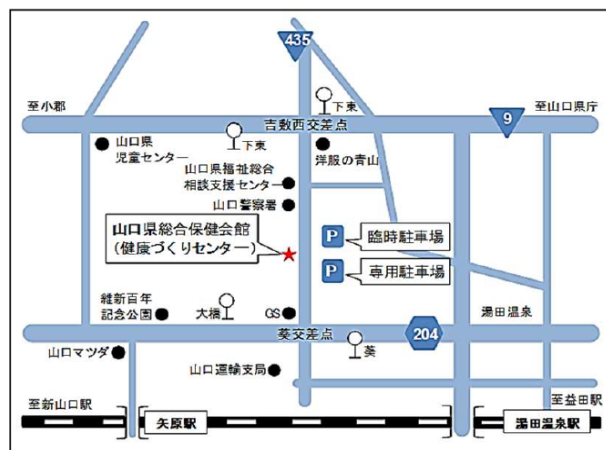 435
下東
至小郡
吉敷西交差点
9
至山口県庁
山口県
児童センター
下東
洋服の青山
山口県福祉総合
相談支援センター
山口警察署
山口県総合保健会館
(健康づくりセンター)
P
臨時駐車場
P
専用駐車場
維新百年
記念公園
大橋
GS
湯田温泉
葵交差点
204
山口マツダ
葵
山口運輸支局
至新山口駅
至益田駅
矢原駅
湯田温泉駅